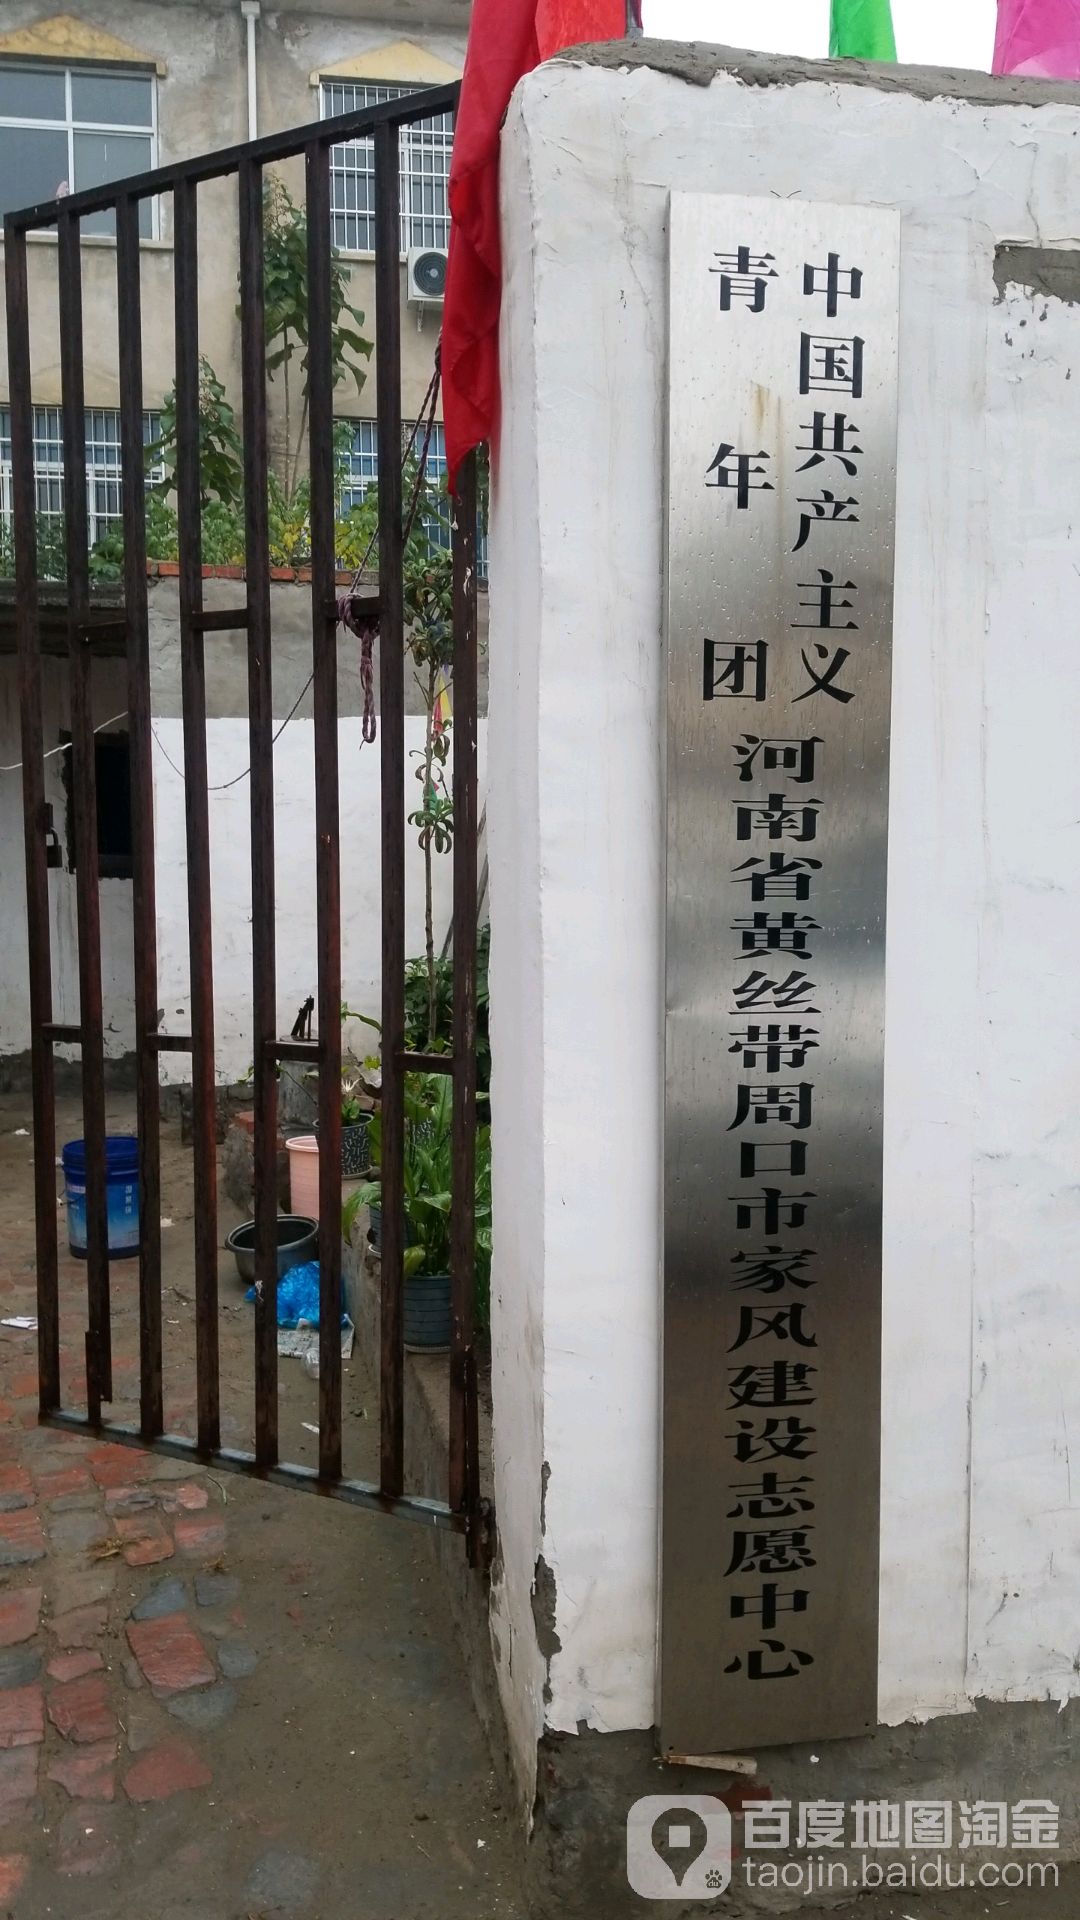 中国共产主义
青年团
河南省黄丝带周口市家风建设志愿中心
百度地图淘金
taojin.baidu.com